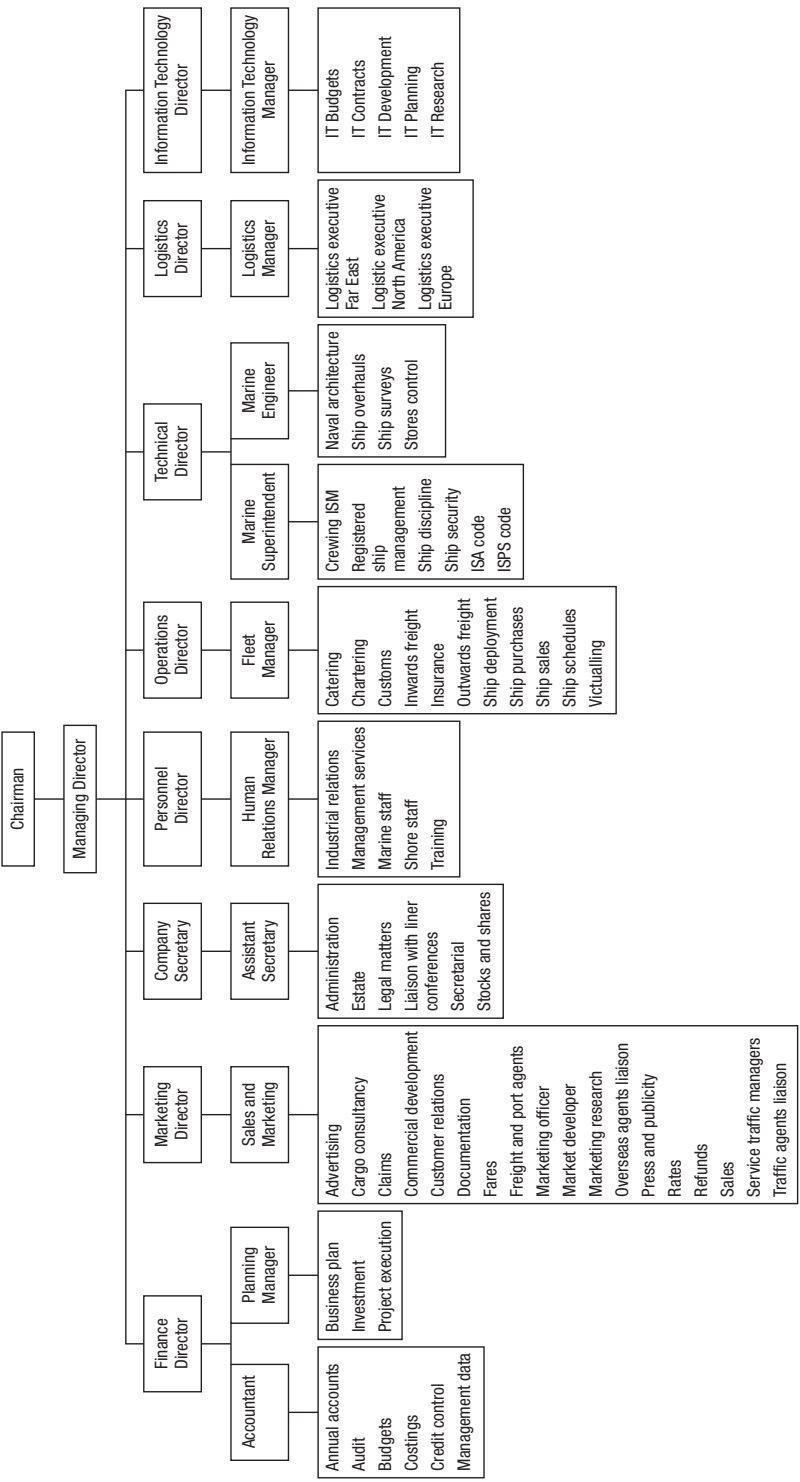 Chairman
Managing Director
Finance
Director
Marketing
Director
Company
Secretary
Personnel
Director
Operations
Director
Technical
Director
Logistics
Director
Information Technology
Director
Accountant
Planning
Manager
Sales and
Marketing
Assistant
Secretary
Human
Relations Manager
Fleet
Manager
Marine
Superintendent
Marine
Engineer
Logistics
Manager
Information Technology
Manager
Annual accounts
Audit
Budgets
Costings
Credit control
Management data
Business plan
Investment
Project execution
Advertising
Cargo consultancy
Claims
Commercial development
Customer relations
Documentation
Fares
Freight and port agents
Marketing officer
Market developer
Marketing research
Overseas agents liaison
Press and publicity
Rates
Refunds
Sales
Service traffic managers
Traffic agents liaison
Administration
Estate
Legal matters
Liaison with liner
conferences
Secretarial
Stocks and shares
Industrial relations
Management services
Marine staff
Shore staff
Training
Catering
Chartering
Customs
Inwards freight
Insurance
Outwards freight
Ship deployment
Ship purchases
Ship sales
Ship schedules
Victualling
Crewing ISM
Registered
ship
management
Ship discipline
Ship security
ISA code
ISPS code
Naval architecture
Ship overhauls
Ship surveys
Stores control
Logistics executive
Far East
Logistic executive
North America
Logistics executive
Europe
IT Budgets
IT Contracts
IT Development
IT Planning
IT Research